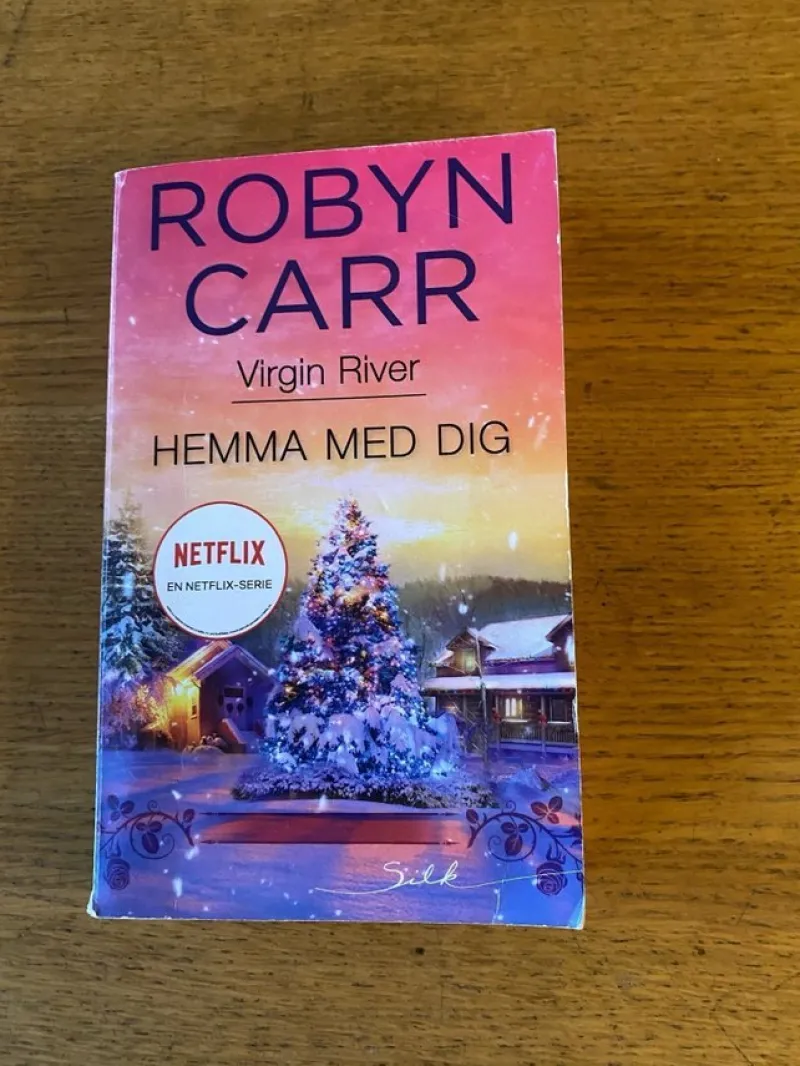 ROBYN
CARR
Virgin River
HEMMA MED DIG
NETFLIX
EN NETFLIX-SERIE
Silk